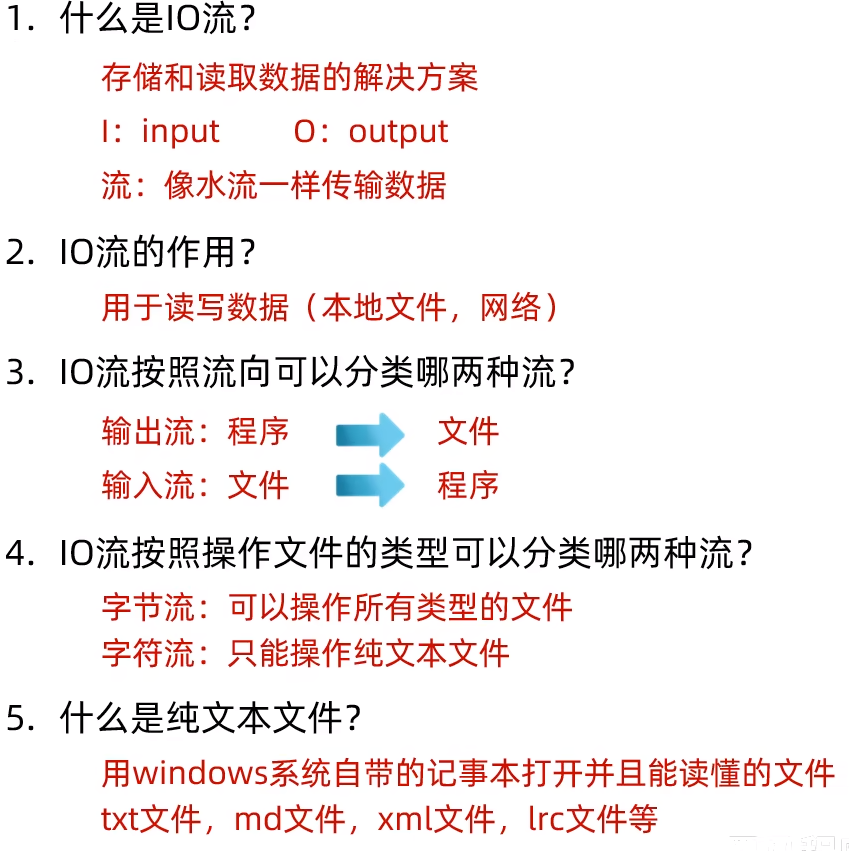 1. 什么是IO流？
存储和读取数据的解决方案
I：input O：output
流：像水流一样传输数据
2. IO流的作用？
用于读写数据（本地文件，网络）
3. IO流按照流向可以分类哪两种流？
输出流：程序 文件
输入流：文件 程序
4. IO流按照操作文件的类型可以分类哪两种流？
字节流：可以操作所有类型的文件
字符流：只能操作纯文本文件
5. 什么是纯文本文件？
用windows系统自带的记事本打开并且能读懂的文件
txt文件，md文件，xml文件，lrc文件等